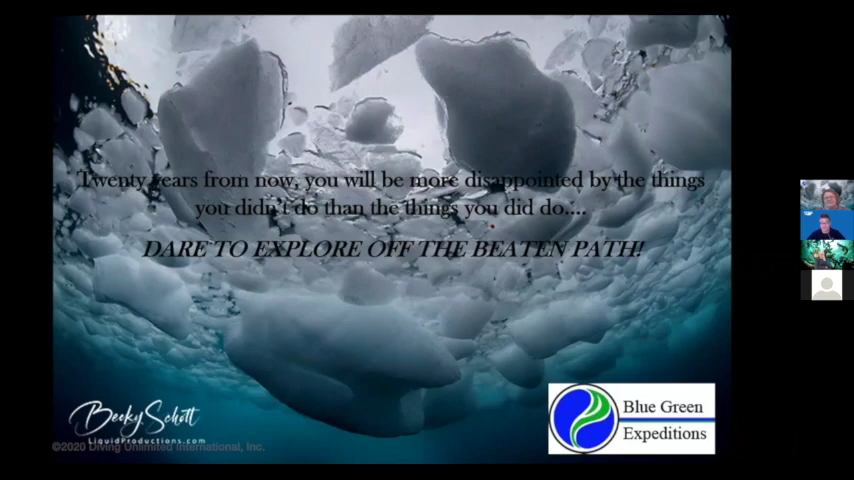 Twenty years from now, you will be more disappointed by the things
you didn't do than the things you did do....
DARE TO EXPLORE OFF THE BEATEN PATH!
Becky Schott
LiquidProductions.com
©2020 Diving Unlimited International, Inc.
Blue Green
Expeditions